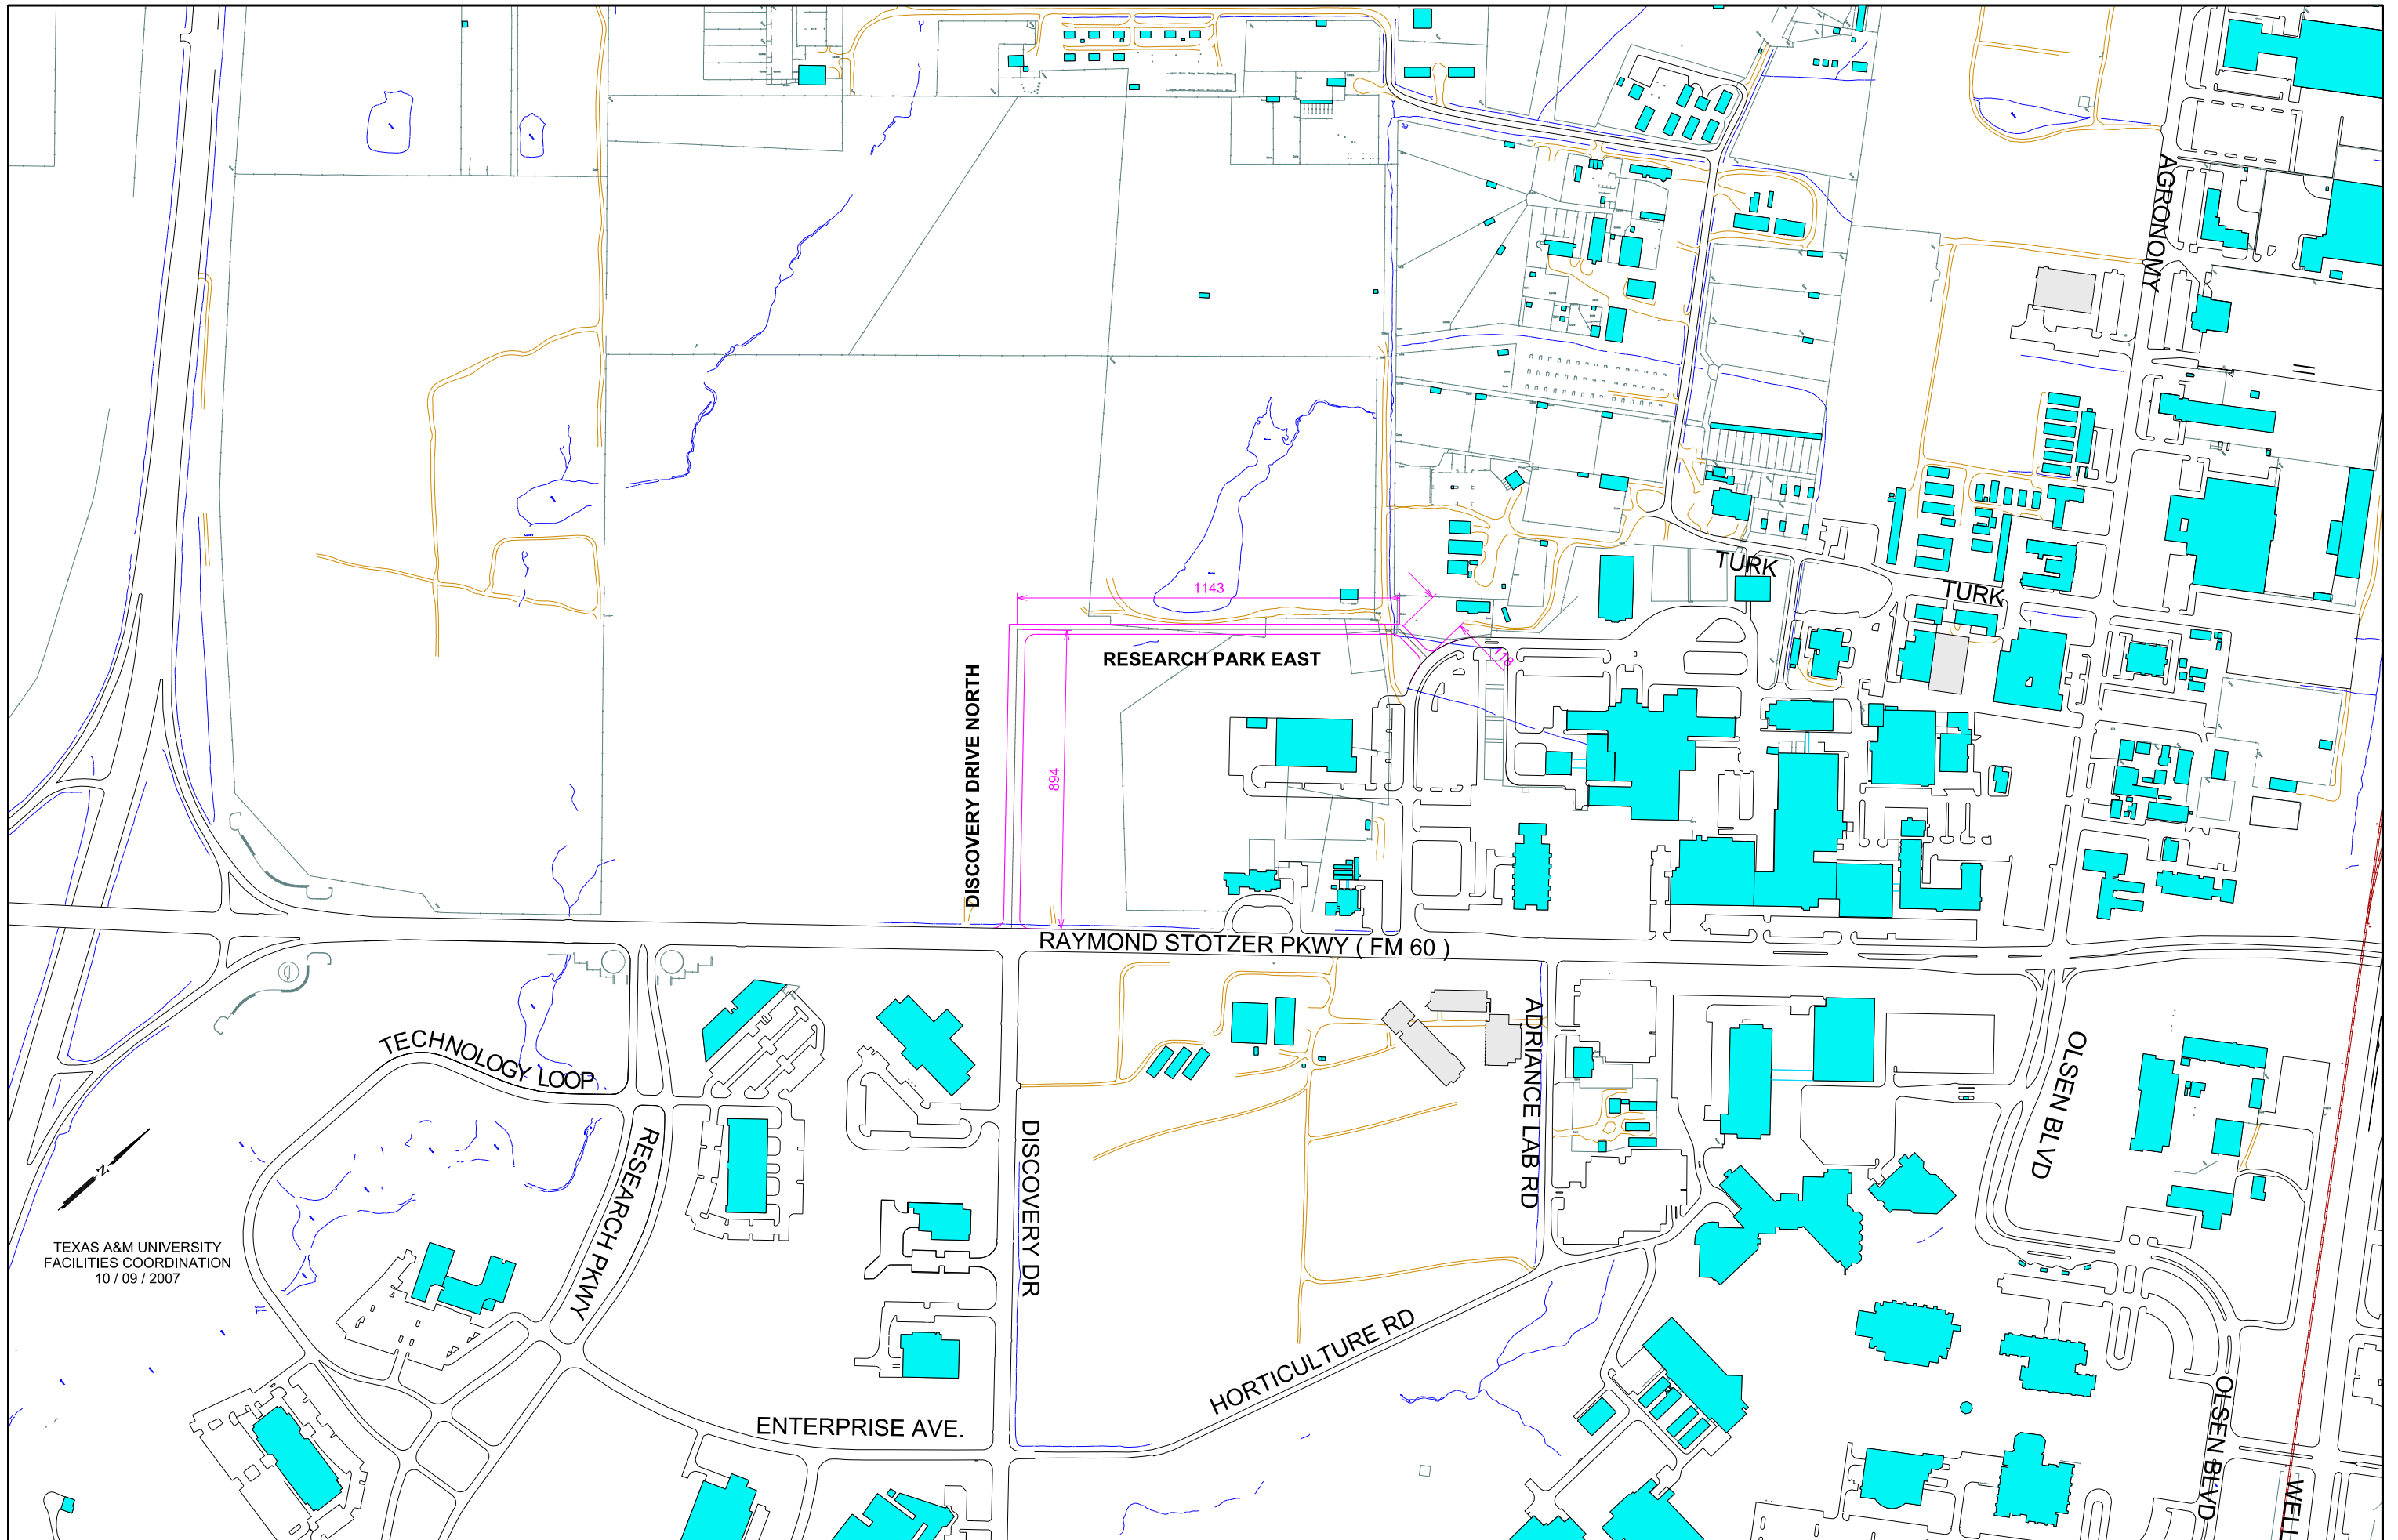 AGRONOMY
TURK
TURK
1143
118
RESEARCH PARK EAST
DISCOVERY DRIVE NORTH
894
RAYMOND STOTZER PKWY ( FM 60 )
TECHNOLOGY LOOP
RESEARCH PKWY
DISCOVERY DR
ADRIANCE LAB RD
OLSEN BLVD
N
TEXAS A&M UNIVERSITY
FACILITIES COORDINATION
10 / 09 / 2007
HORTICULTURE RD
ENTERPRISE AVE.
OLSEN BLVD
WELL